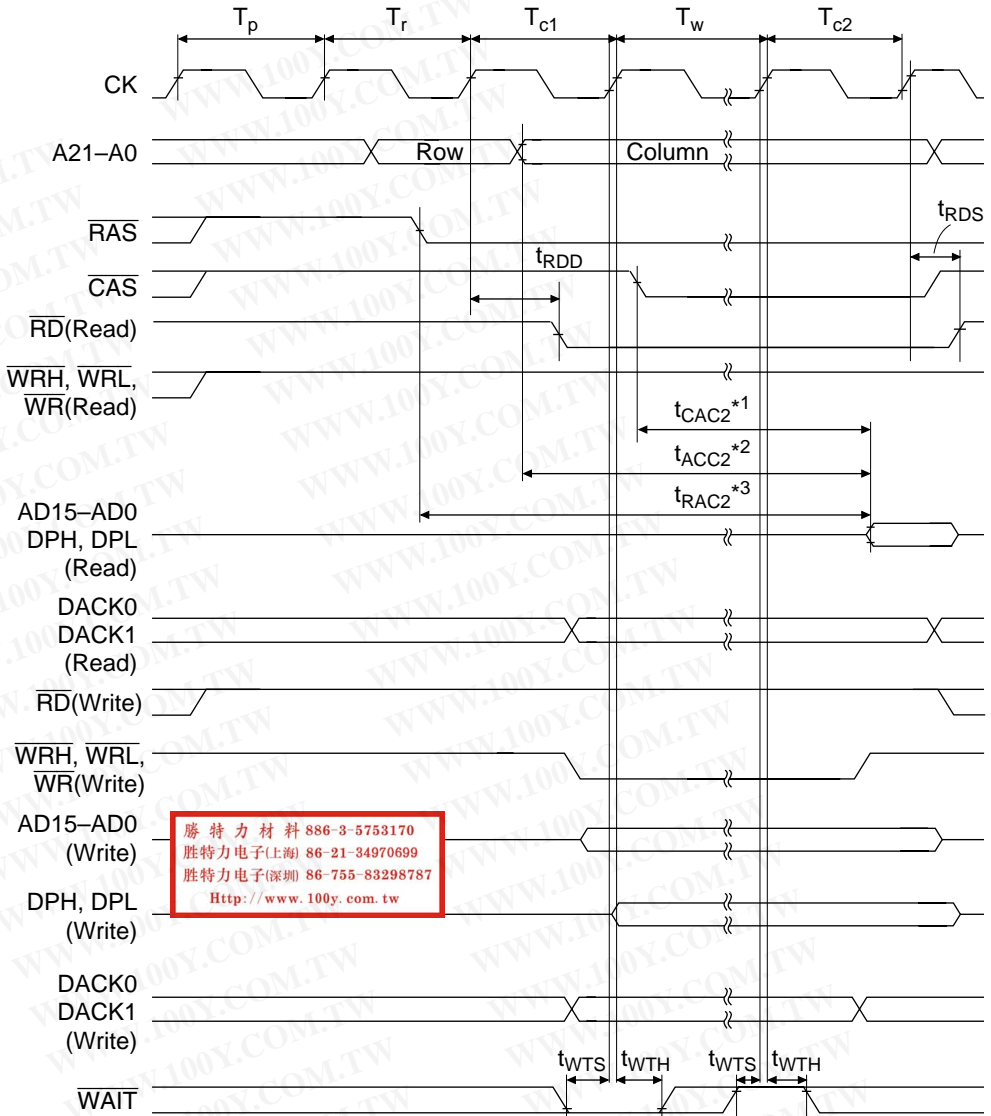 Tp Tr Tc1 Tw Tc2
CK
A21–A0 Row Column
RAS
tRDS
tRDD
CAS
RD(Read)
WRH, WRL,
WR(Read)
tCAC2*1
tACC2*2
tRAC2*3
AD15–AD0
DPH, DPL
(Read)
DACK0
DACK1
(Read)
RD(Write)
WRH, WRL,
WR(Write)
AD15–AD0
(Write)
勝 特 力 材 料 886-3-5753170
胜特力电子(上海) 86-21-34970699
胜特力电子(深圳) 86-755-83298787
Http://www.100y.com.tw
DPH, DPL
(Write)
DACK0
DACK1
(Write)
tWTS tWTH tWTS tWTH
WAIT
WWW.100Y.COM.TW